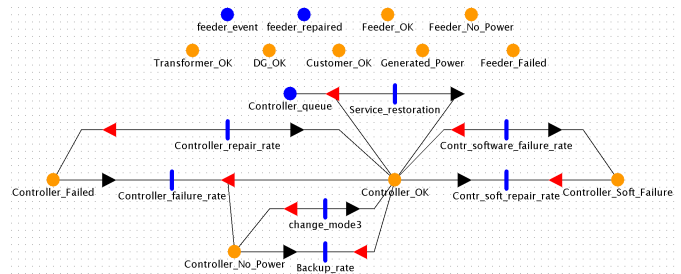 feeder_event
feeder_repaired
Feeder_OK
Feeder_No_Power
Transformer_OK
DG_OK
Customer_OK
Generated_Power
Feeder_Failed
Controller_queue
Service_restoration
Controller_repair_rate
Contr_software_failure_rate
Controller_Failed
Controller_failure_rate
Controller_OK
Contr_soft_repair_rate
Controller_Soft_Failure
change_mode3
Controller_No_Power
Backup_rate